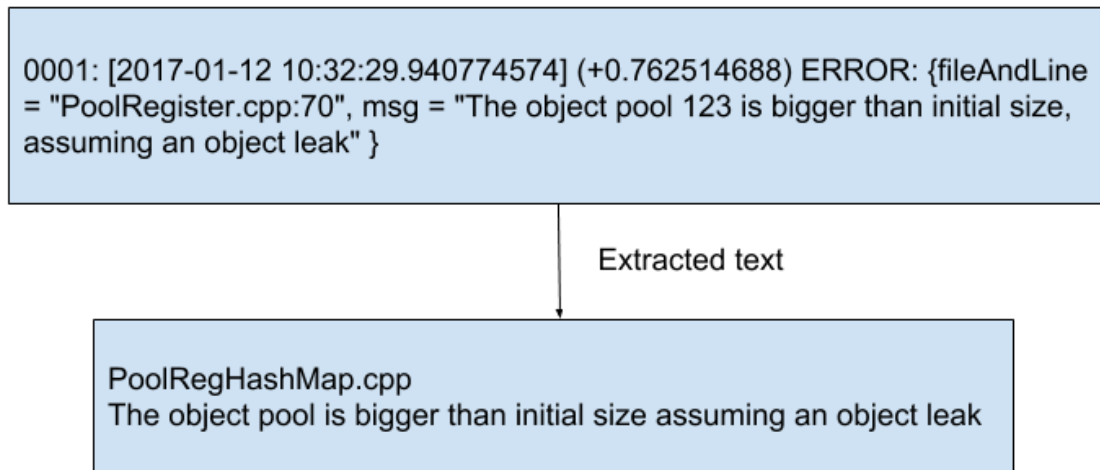 0001: [2017-01-12 10:32:29.940774574] (+0.762514688) ERROR: {fileAndLine
= "PoolRegister.cpp:70", msg = "The object pool 123 is bigger than initial size,
assuming an object leak" }
Extracted text
PoolRegHashMap.cpp
The object pool is bigger than initial size assuming an object leak